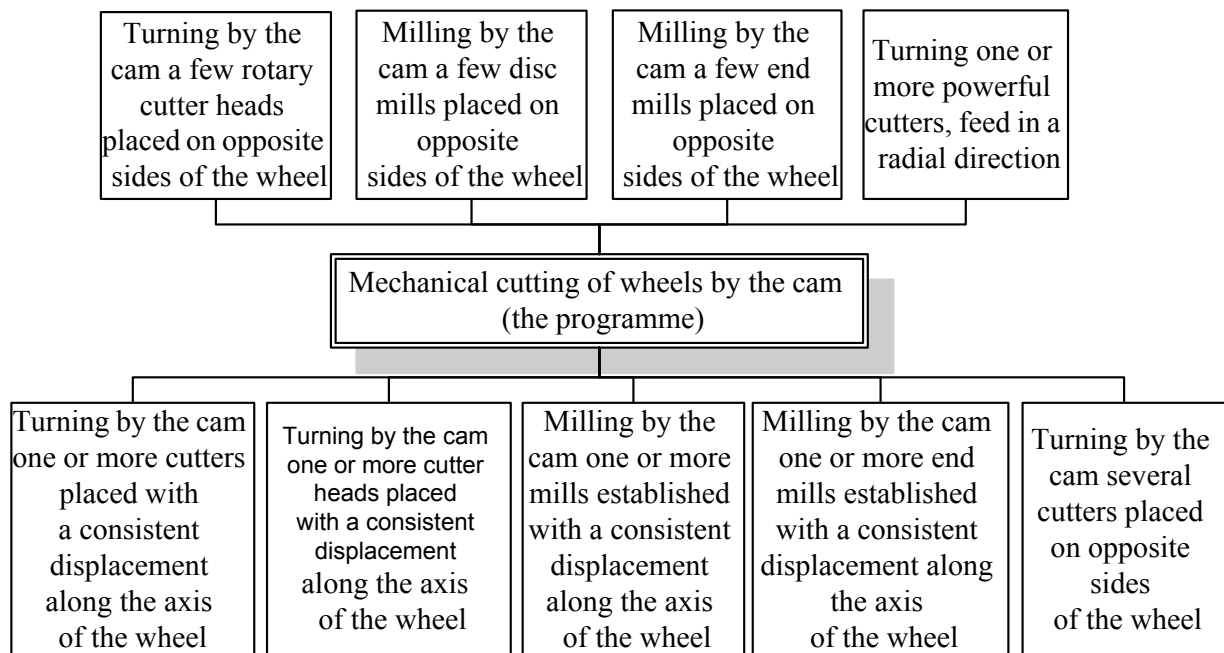 Turning by the
cam a few rotary
cutter heads
placed on opposite
sides of the wheel
Milling by the
cam a few disc
mills placed on
opposite
sides of the wheel
Milling by the
cam a few end
mills placed on
opposite
sides of the wheel
Turning one or
more powerful
cutters, feed in a
radial direction
Mechanical cutting of wheels by the cam
(the programme)
Turning by the cam
one or more cutters
placed with
a consistent
displacement
along the axis
of the wheel
Turning by the cam
one or more cutter
heads placed
with a consistent
displacement
along the axis
of the wheel
Milling by the
cam one or more
mills established
with a consistent
displacement
along the axis
of the wheel
Milling by the cam
one or more end
mills established
with a consistent
displacement along
the axis
of the wheel
Turning by the
cam several
cutters placed
on opposite
sides
of the wheel